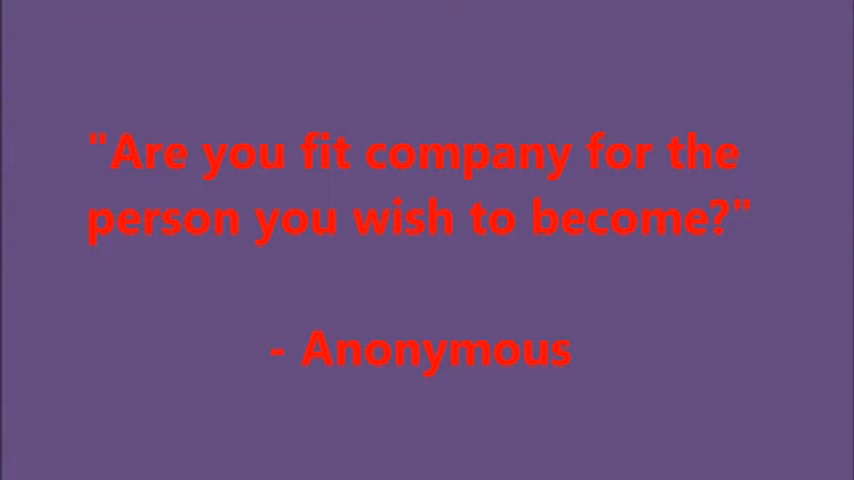 "Are you fit company for the
person you wish to become?"
- Anonymous